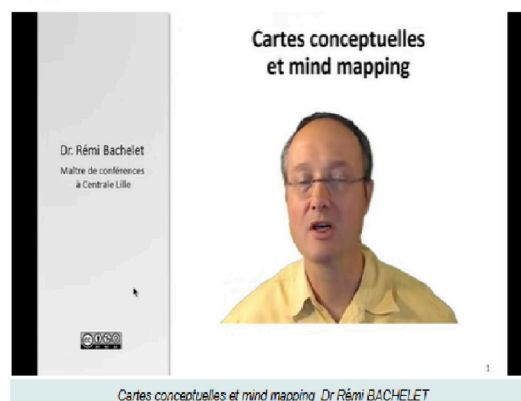 Cartes conceptuelles
et mind mapping
Dr. Rémi Bachelet
Maître de conférences
à Centrale Lille
1
Cartes conceptuelles et mind mapping Dr Rémi BACHELET